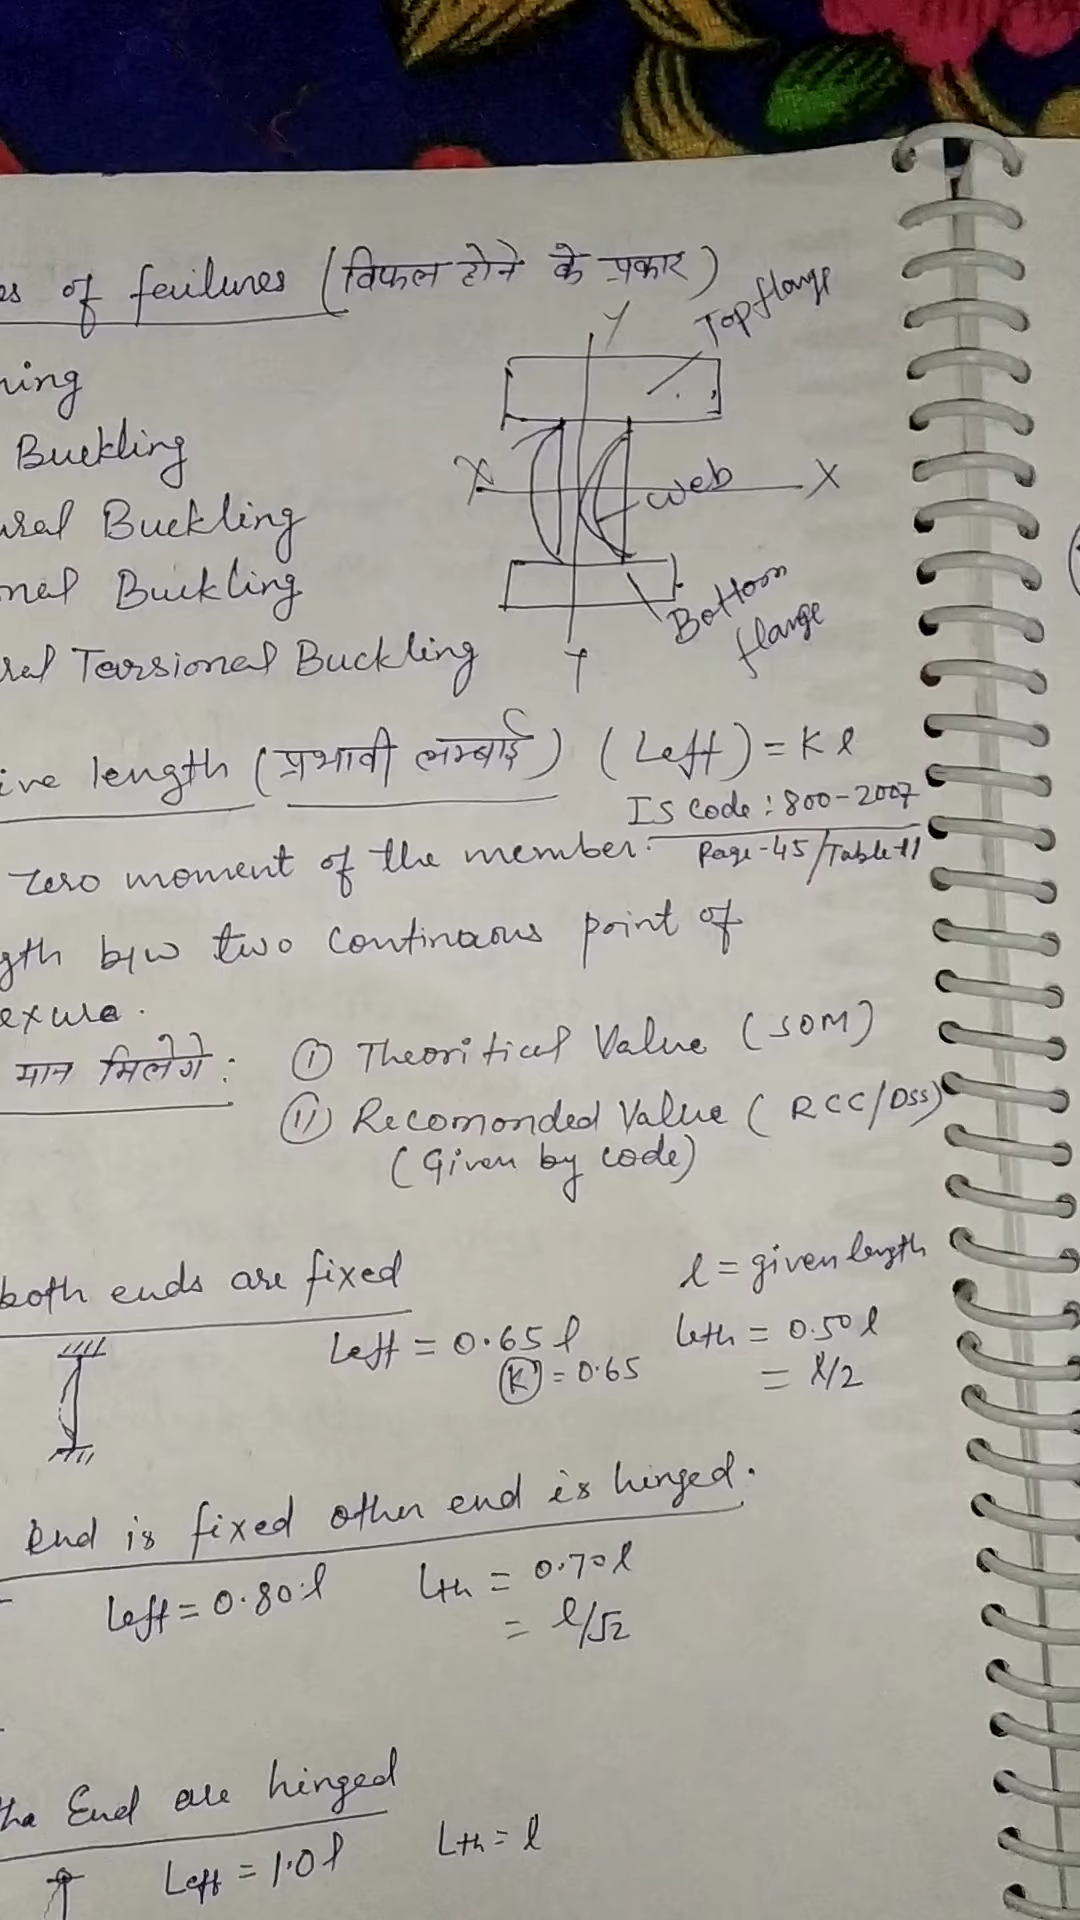 of failures (विफल होने के प्रकार)
Y
Top flange
Buckling
X
web
X
Buckling
Buckling
Bottom
flange
Torsional Buckling
Y
length (प्रभावी लम्बाई) (Leff) = K l
IS Code : 800-2007
zero moment of the member.
Page-45/Table-11
b/w two continous point of
मान मिलेगे :
(i) Theoritical Value (SOM)
(ii) Recomonded Value (RCC/DSS)
(Given by code)
both ends are fixed
l = given length
Leff = 0.65 l
Leth = 0.50 l
(K) = 0.65
= l/2
End is fixed other end is hinged.
Leff = 0.80 l
Lth = 0.70 l
= l/√2
End are hinged
Leff = 1.0 l
Lth = l